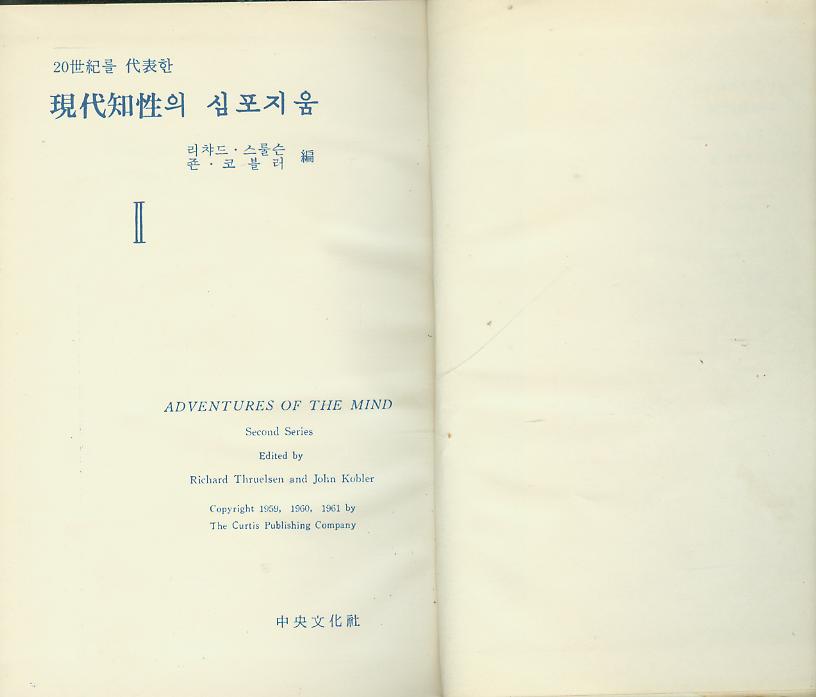 20世紀를 代表한
現代知性의 심포지움
리챠드·스룰슨
죤·코블러 編
Ⅱ
ADVENTURES OF THE MIND
Second Series
Edited by
Richard Thruelsen and John Kobler
Copyright 1959, 1960, 1961 by
The Curtis Publishing Company
中央文化社